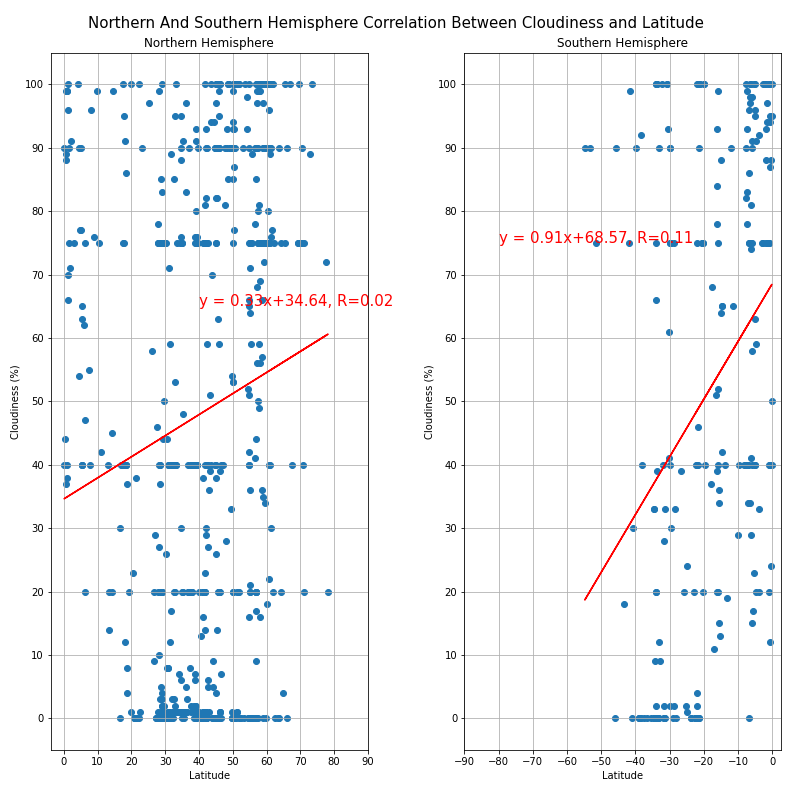 Northern And Southern Hemisphere Correlation Between Cloudiness and Latitude
Northern Hemisphere
100
90
80
70
60
50
40
30
20
10
0
Cloudiness (%)
y = 0.33x+34.64, R=0.02
0 10 20 30 40 50 60 70 80 90
Latitude
Southern Hemisphere
100
90
80
70
60
50
40
30
20
10
0
Cloudiness (%)
y = 0.91x+68.57, R=0.11
−90 −80 −70 −60 −50 −40 −30 −20 −10 0
Latitude